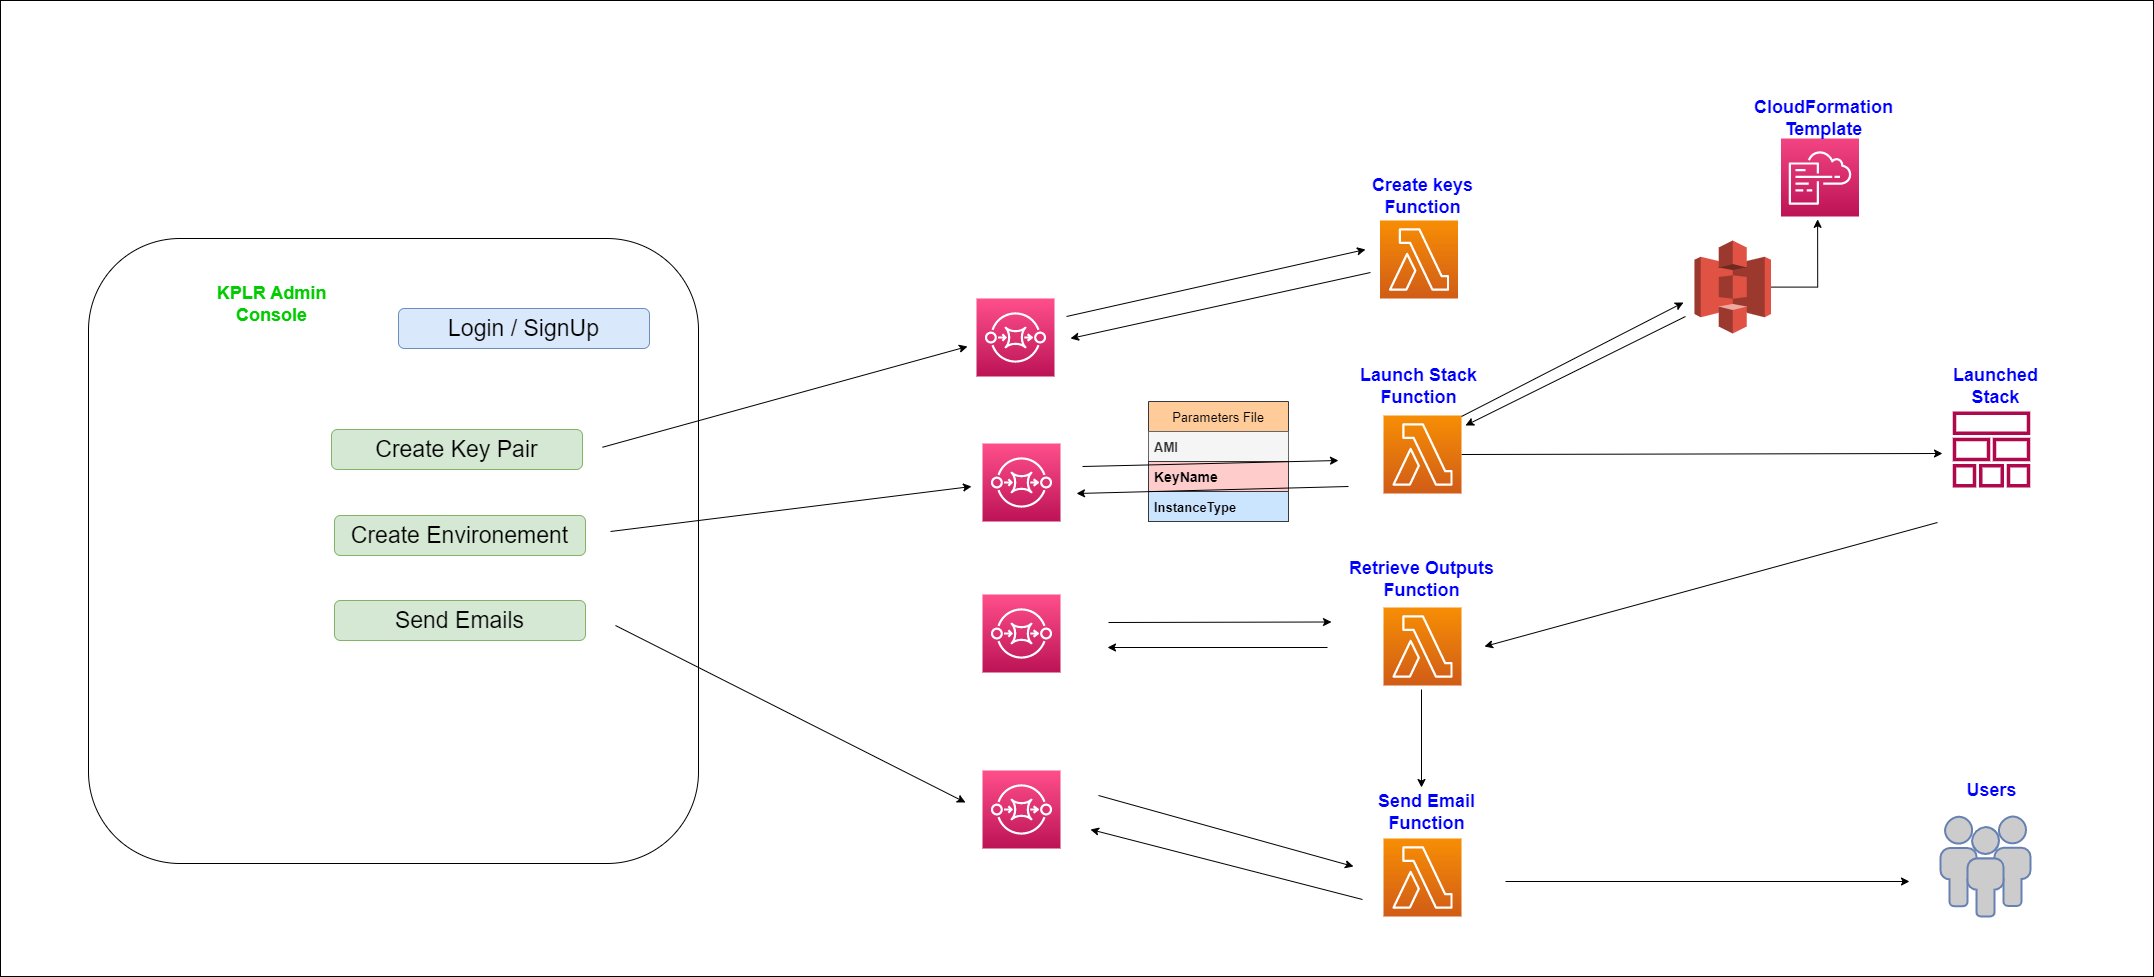 CloudFormation
Template
Create keys
Function
KPLR Admin
Console
Login / SignUp
Launch Stack
Function
Launched
Stack
Parameters File
AMI
KeyName
InstanceType
Create Key Pair
Create Environement
Send Emails
Retrieve Outputs
Function
Send Email
Function
Users